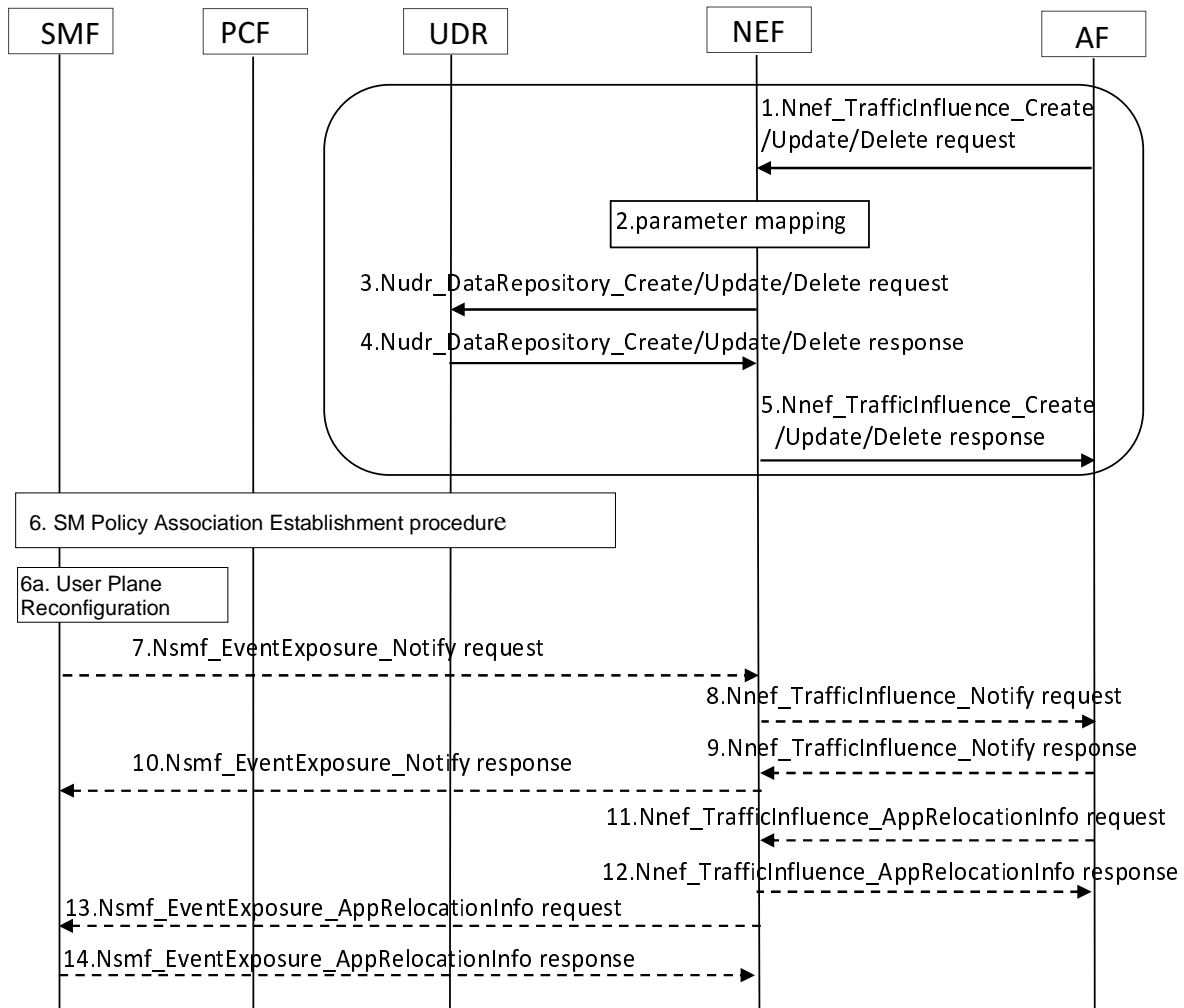 SMF
PCF
UDR
NEF
AF
1.Nnef_TrafficInfluence_Create
/Update/Delete request
2.parameter mapping
3.Nudr_DataRepository_Create/Update/Delete request
4.Nudr_DataRepository_Create/Update/Delete response
5.Nnef_TrafficInfluence_Create
/Update/Delete response
6. SM Policy Association Establishment procedure
6a. User Plane
Reconfiguration
7.Nsmf_EventExposure_Notify request
8.Nnef_TrafficInfluence_Notify request
9.Nnef_TrafficInfluence_Notify response
10.Nsmf_EventExposure_Notify response
11.Nnef_TrafficInfluence_AppRelocationInfo request
12.Nnef_TrafficInfluence_AppRelocationInfo response
13.Nsmf_EventExposure_AppRelocationInfo request
14.Nsmf_EventExposure_AppRelocationInfo response